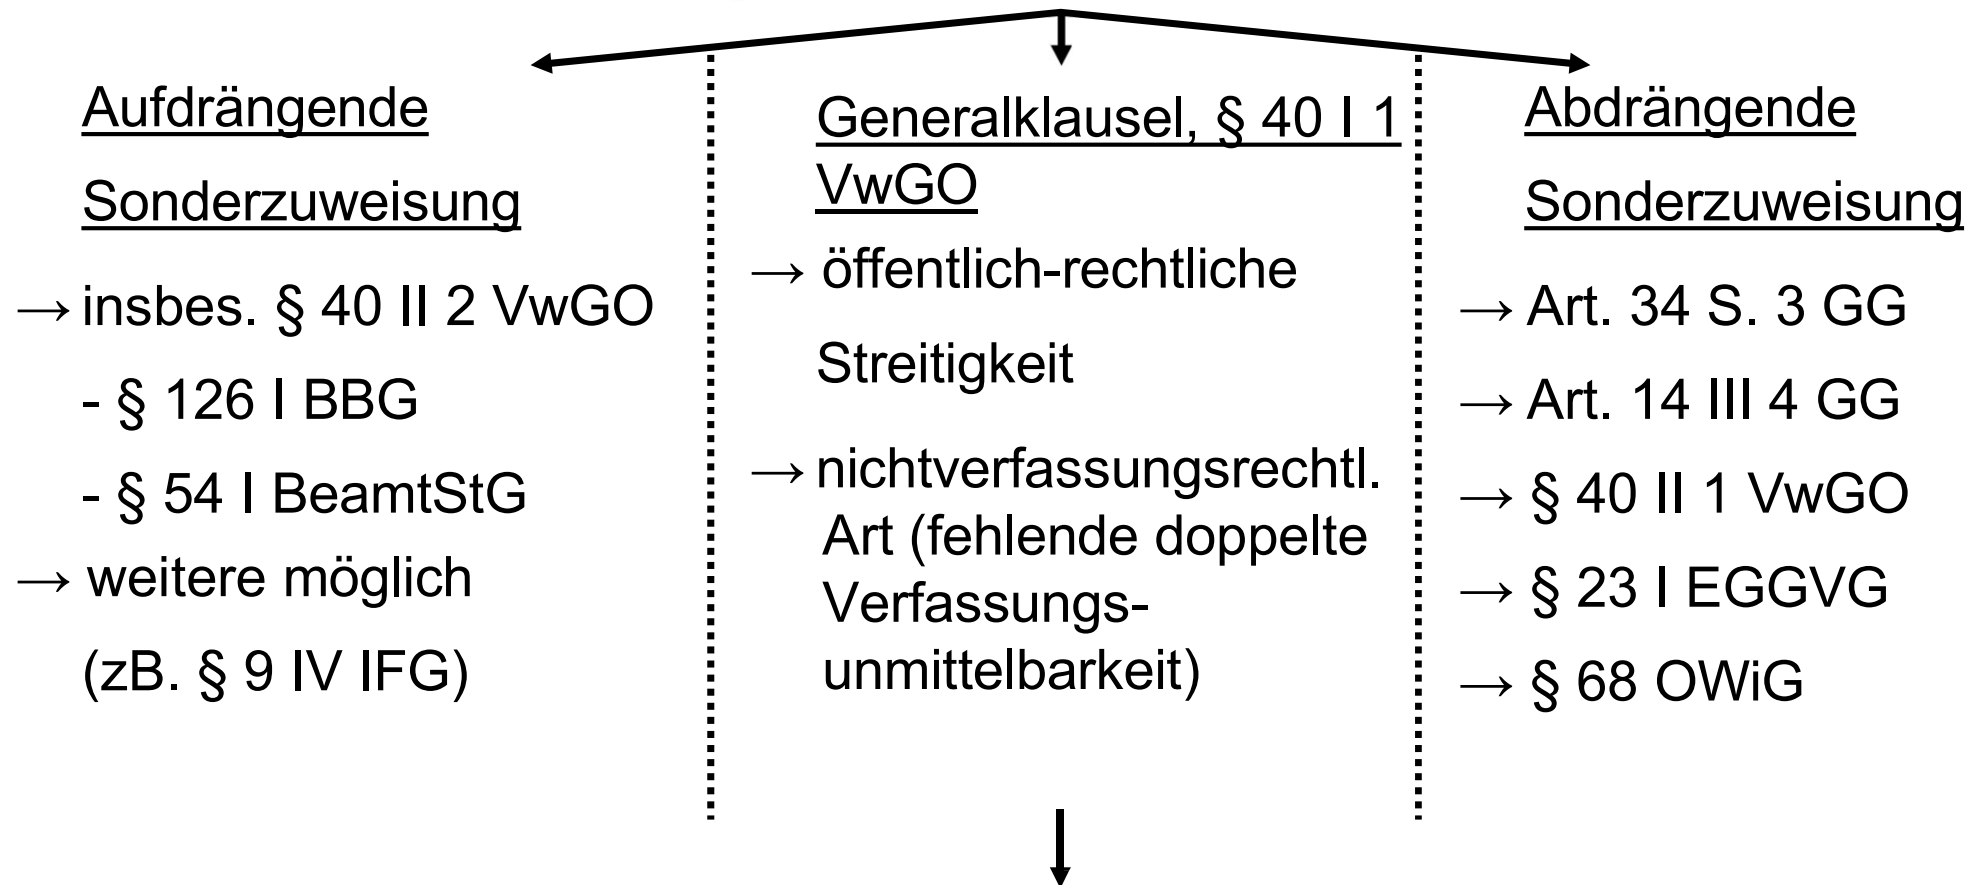 Aufdrängende
Sonderzuweisung
→ insbes. § 40 II 2 VwGO
- § 126 I BBG
- § 54 I BeamtStG
→ weitere möglich
(zB. § 9 IV IFG)
Generalklausel, § 40 I 1
VwGO
→ öffentlich-rechtliche
Streitigkeit
→ nichtverfassungsrechtl.
Art (fehlende doppelte
Verfassungs-
unmittelbarkeit)
Abdrängende
Sonderzuweisung
→ Art. 34 S. 3 GG
→ Art. 14 III 4 GG
→ § 40 II 1 VwGO
→ § 23 I EGGVG
→ § 68 OWiG